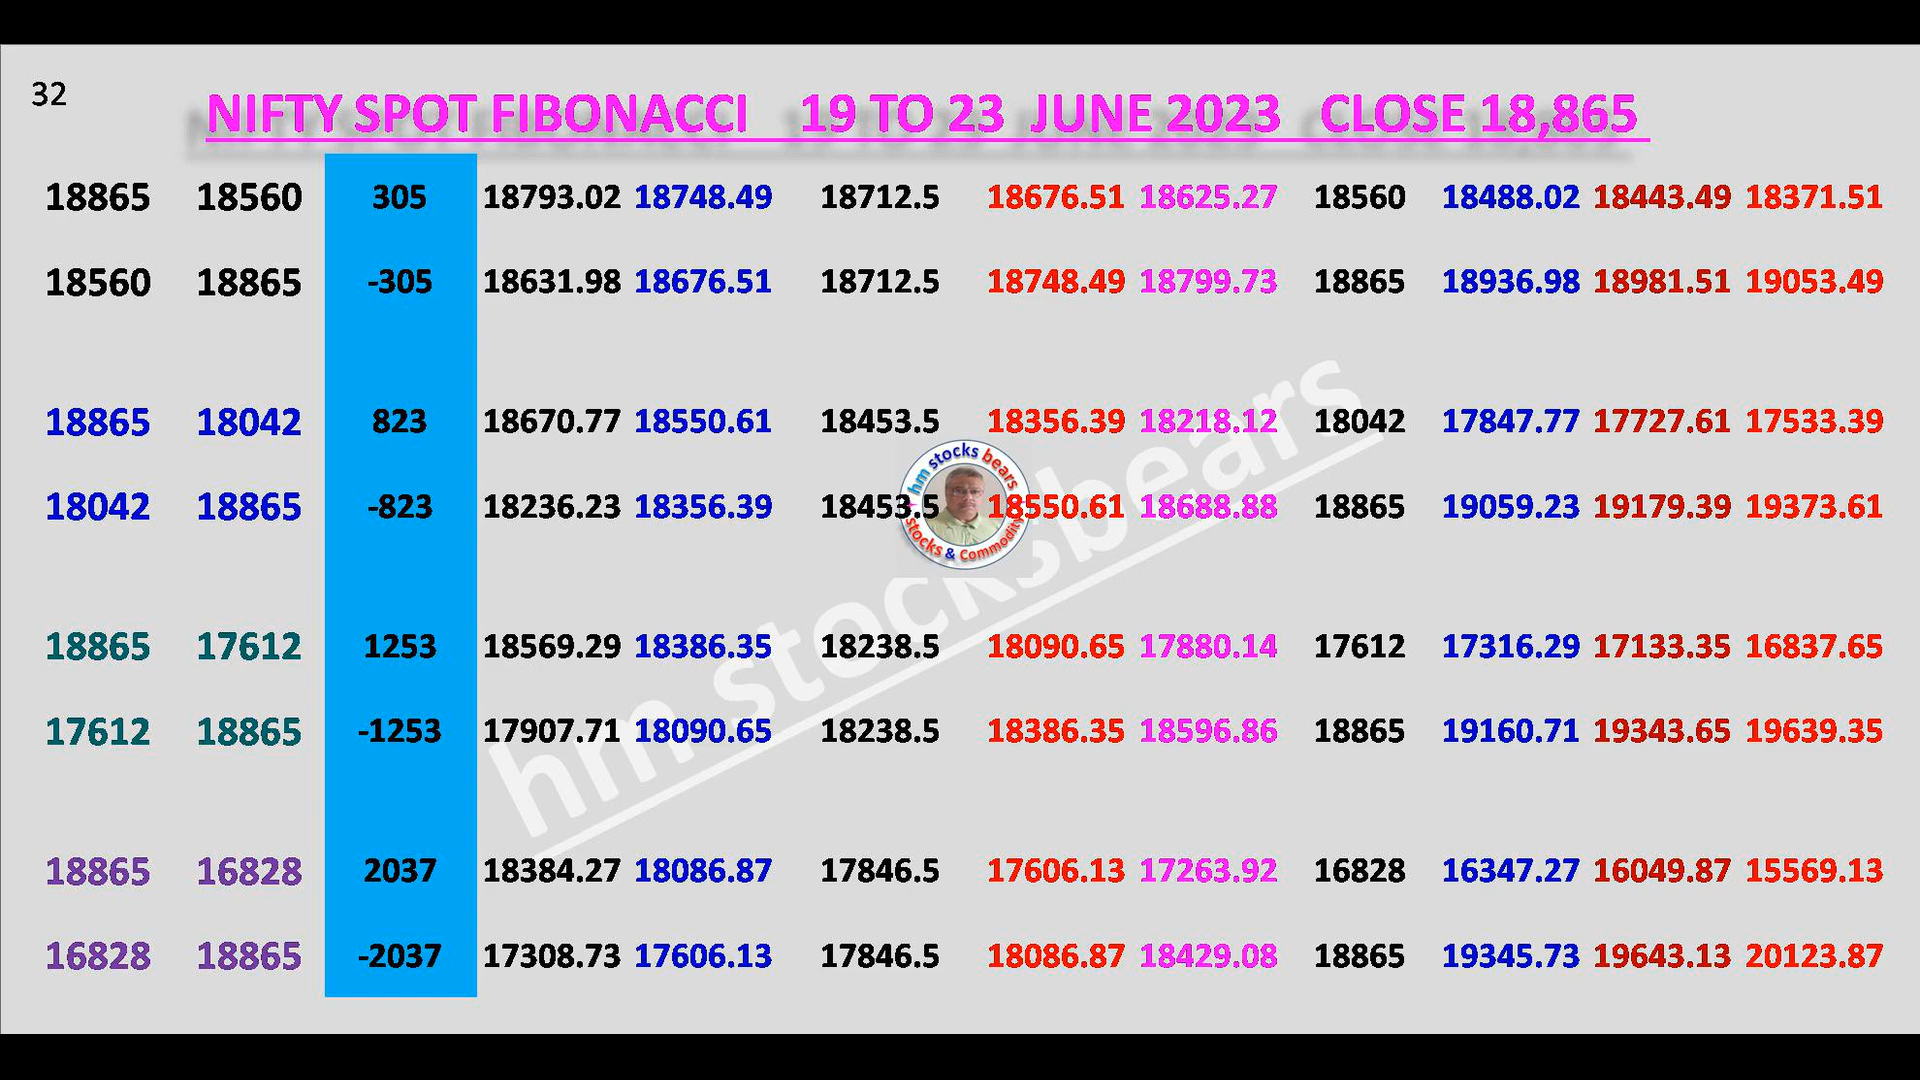 32
NIFTY SPOT FIBONACCI 19 TO 23 JUNE 2023 CLOSE 18,865
18865 18560 305 18793.02 18748.49 18712.5 18676.51 18625.27 18560 18488.02 18443.49 18371.51
18560 18865 -305 18631.98 18676.51 18712.5 18748.49 18799.73 18865 18936.98 18981.51 19053.49
18865 18042 823 18670.77 18550.61 18453.5 18356.39 18218.12 18042 17847.77 17727.61 17533.39
18042 18865 -823 18236.23 18356.39 18453.5 18550.61 18688.88 18865 19059.23 19179.39 19373.61
18865 17612 1253 18569.29 18386.35 18238.5 18090.65 17880.14 17612 17316.29 17133.35 16837.65
17612 18865 -1253 17907.71 18090.65 18238.5 18386.35 18596.86 18865 19160.71 19343.65 19639.35
18865 16828 2037 18384.27 18086.87 17846.5 17606.13 17263.92 16828 16347.27 16049.87 15569.13
16828 18865 -2037 17308.73 17606.13 17846.5 18086.87 18429.08 18865 19345.73 19643.13 20123.87
hm stocks bears
stocks & Commodity
hm stocksbears